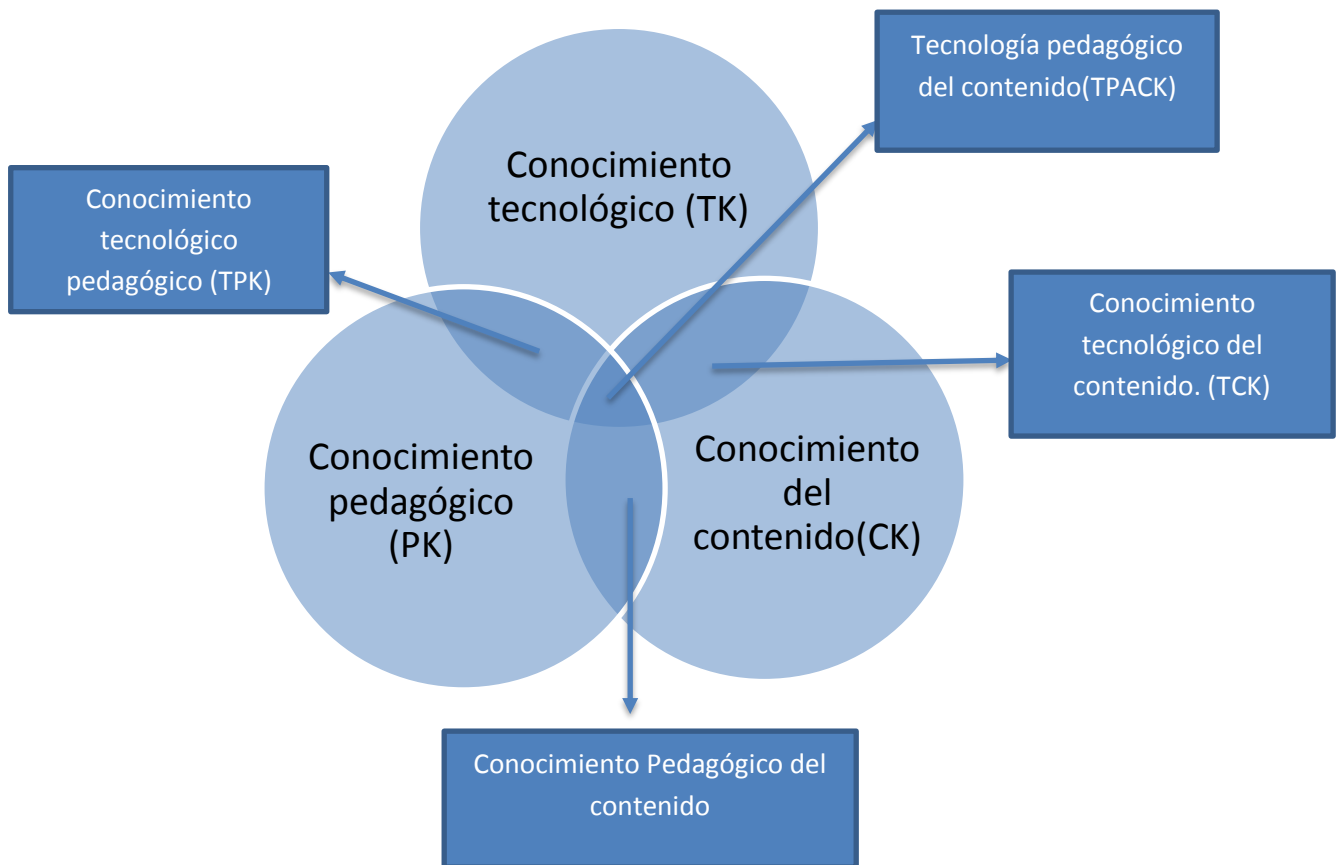 Tecnología pedagógico
del contenido(TPACK)
Conocimiento
tecnológico (TK)
Conocimiento
tecnológico
pedagógico (TPK)
Conocimiento
tecnológico del
contenido. (TCK)
Conocimiento
pedagógico
(PK)
Conocimiento
del
contenido(CK)
Conocimiento Pedagógico del
contenido